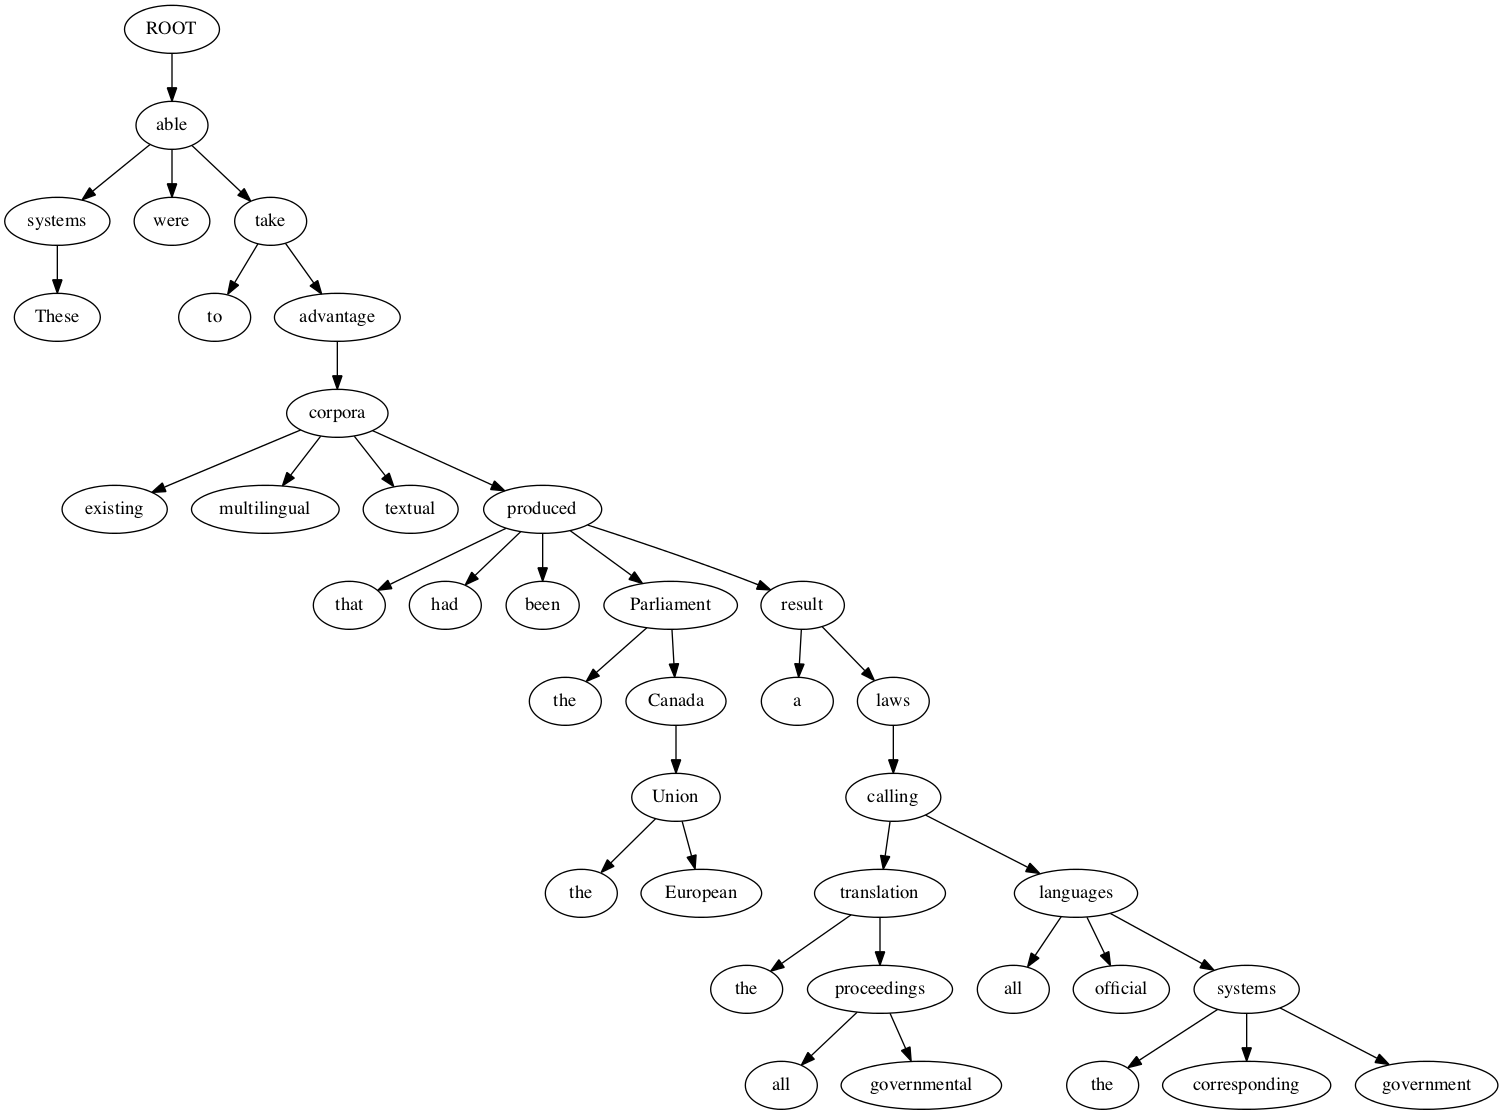 ROOT
able
systems were take
These to advantage
corpora
existing multilingual textual produced
that had been Parliament result
the Canada a laws
Union calling
the European translation languages
the proceedings all official systems
all governmental the corresponding government